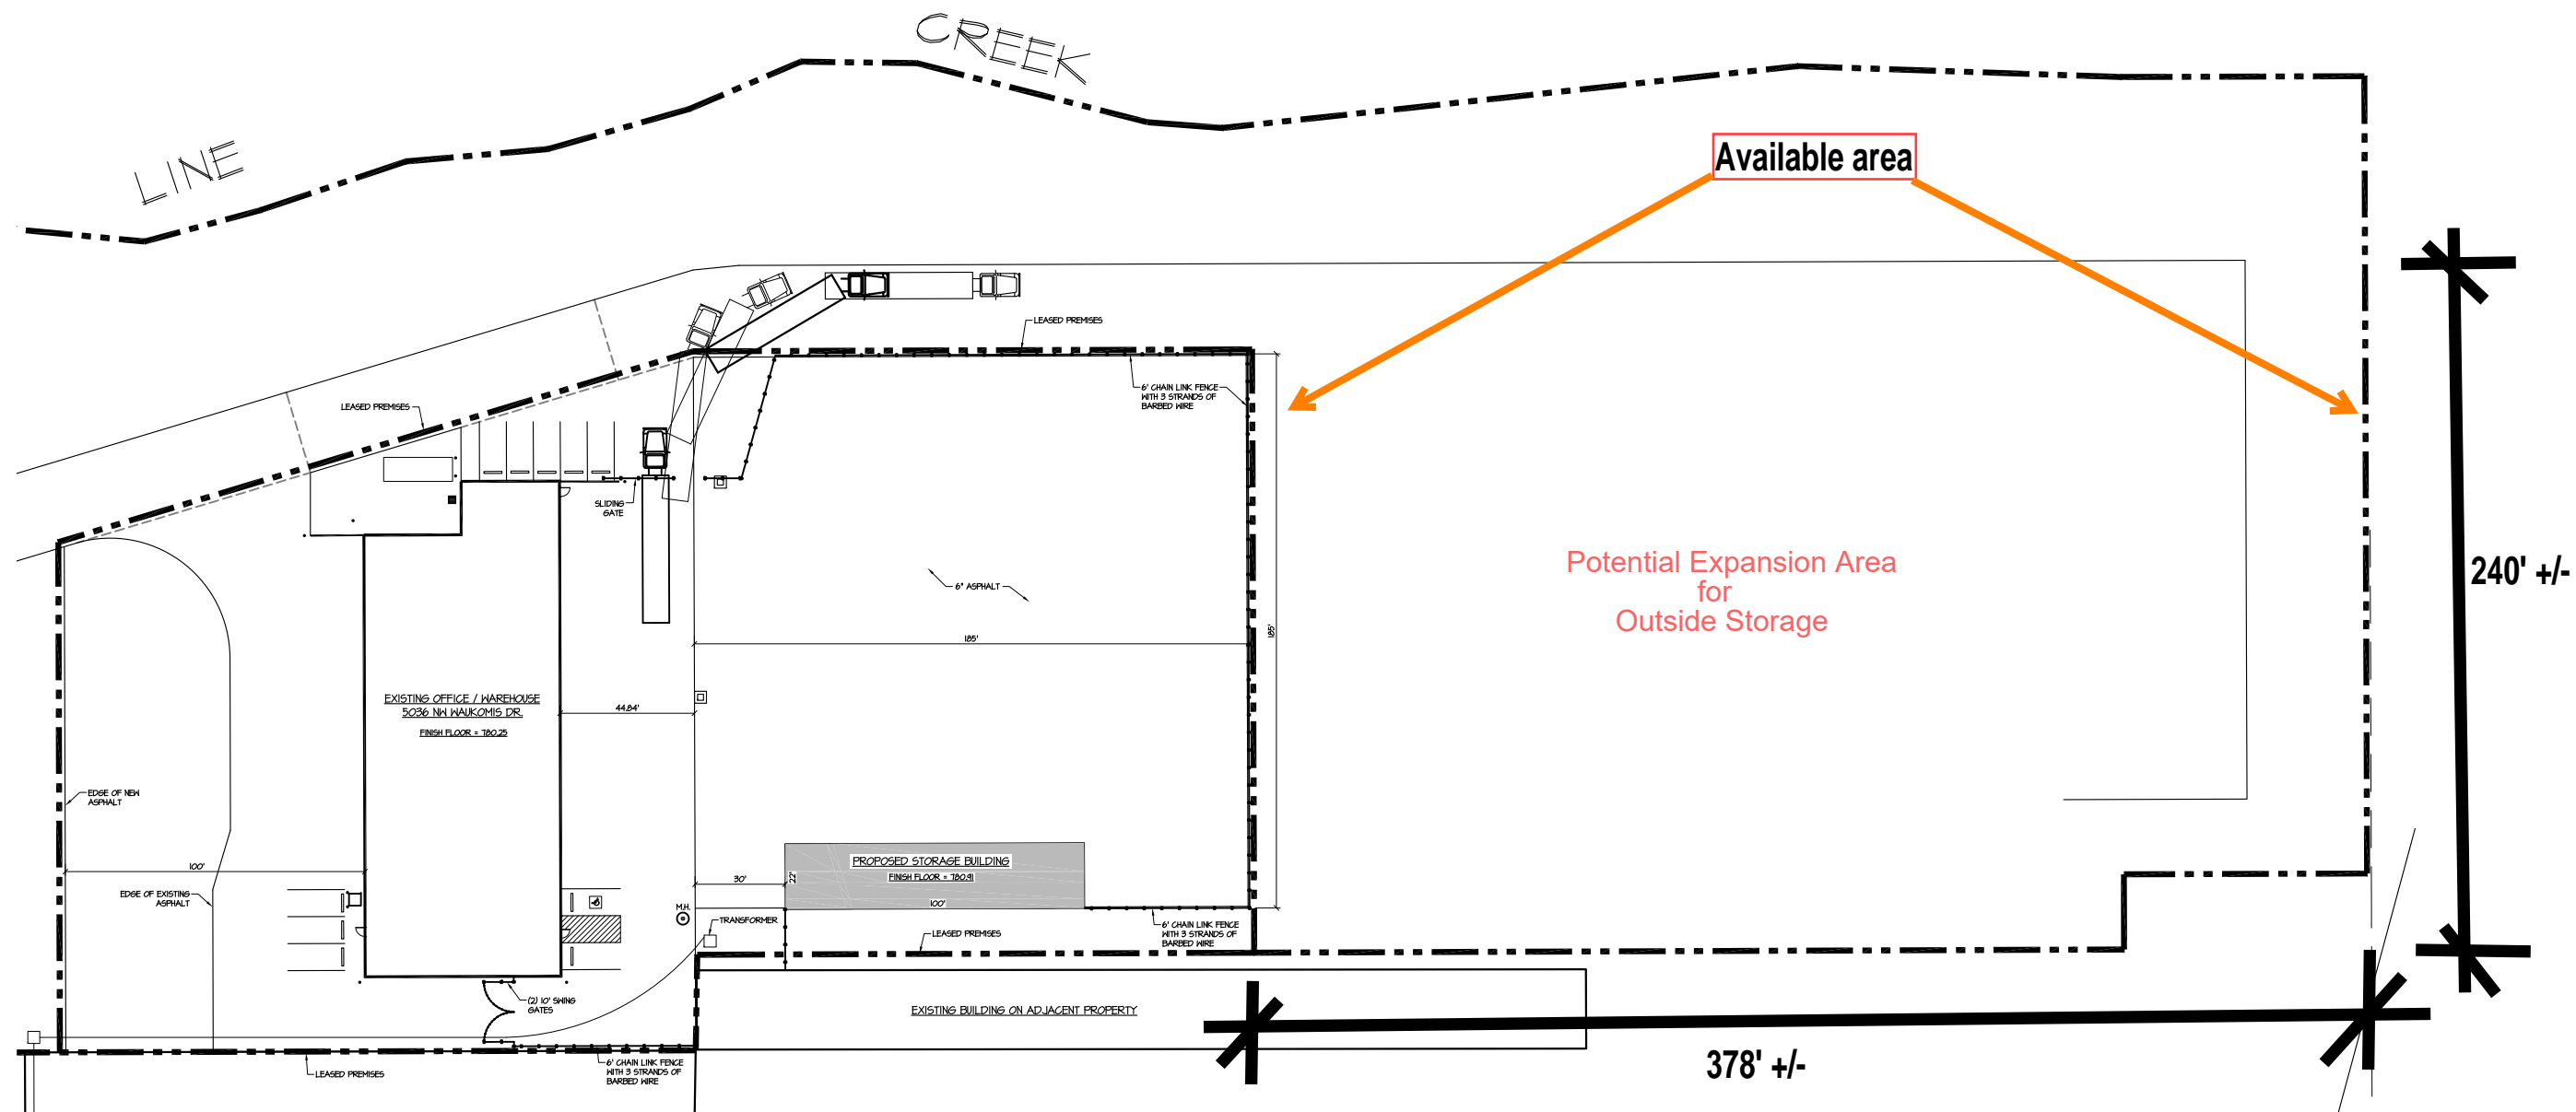 CREEK
LINE
Available area
LEASED PREMISES
6' CHAIN LINK FENCE
WITH 3 STRANDS OF
BARBED WIRE
LEASED PREMISES
SLIDING
GATE
240' +/-
Potential Expansion Area
for
Outside Storage
6" ASPHALT
185'
185'
EXISTING OFFICE / WAREHOUSE
5036 NW WAUKOMIS DR.
FINISH FLOOR = 780.25
44.84'
EDGE OF NEW
ASPHALT
100'
EDGE OF EXISTING
ASPHALT
PROPOSED STORAGE BUILDING
FINISH FLOOR = 780.91
30'
22'
100'
M.H.
TRANSFORMER
LEASED PREMISES
6' CHAIN LINK FENCE
WITH 3 STRANDS OF
BARBED WIRE
(2) 10' SWING
GATES
EXISTING BUILDING ON ADJACENT PROPERTY
LEASED PREMISES
6' CHAIN LINK FENCE
WITH 3 STRANDS OF
BARBED WIRE
378' +/-